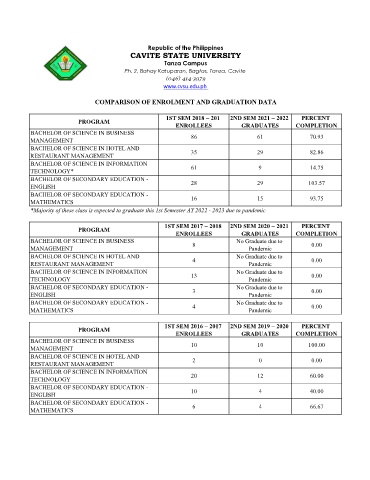 Republic of the Philippines
CAVITE STATE UNIVERSITY
Tanza Campus
Ph. 2, Bahay Katuparan, Bagtas, Tanza, Cavite
(046) 414-3979
www.cvsu.edu.ph
COMPARISON OF ENROLMENT AND GRADUATION DATA
PROGRAM 1ST SEM 2018 – 201 ENROLLEES 2ND SEM 2021 – 2022 GRADUATES PERCENT COMPLETION
BACHELOR OF SCIENCE IN BUSINESS MANAGEMENT 86 61 70.93
BACHELOR OF SCIENCE IN HOTEL AND RESTAURANT MANAGEMENT 35 29 82.86
BACHELOR OF SCIENCE IN INFORMATION TECHNOLOGY* 61 9 14.75
BACHELOR OF SECONDARY EDUCATION - ENGLISH 28 29 103.57
BACHELOR OF SECONDARY EDUCATION - MATHEMATICS 16 15 93.75
*Majority of these class is expected to graduate this 1st Semester AY 2022 - 2023 due to pandemic
PROGRAM 1ST SEM 2017 – 2018 ENROLLEES 2ND SEM 2020 – 2021 GRADUATES PERCENT COMPLETION
BACHELOR OF SCIENCE IN BUSINESS MANAGEMENT 8 No Graduate due to Pandemic 0.00
BACHELOR OF SCIENCE IN HOTEL AND RESTAURANT MANAGEMENT 4 No Graduate due to Pandemic 0.00
BACHELOR OF SCIENCE IN INFORMATION TECHNOLOGY 13 No Graduate due to Pandemic 0.00
BACHELOR OF SECONDARY EDUCATION - ENGLISH 3 No Graduate due to Pandemic 0.00
BACHELOR OF SECONDARY EDUCATION - MATHEMATICS 4 No Graduate due to Pandemic 0.00
PROGRAM 1ST SEM 2016 – 2017 ENROLLEES 2ND SEM 2019 – 2020 GRADUATES PERCENT COMPLETION
BACHELOR OF SCIENCE IN BUSINESS MANAGEMENT 10 10 100.00
BACHELOR OF SCIENCE IN HOTEL AND RESTAURANT MANAGEMENT 2 0 0.00
BACHELOR OF SCIENCE IN INFORMATION TECHNOLOGY 20 12 60.00
BACHELOR OF SECONDARY EDUCATION - ENGLISH 10 4 40.00
BACHELOR OF SECONDARY EDUCATION - MATHEMATICS 6 4 66.67